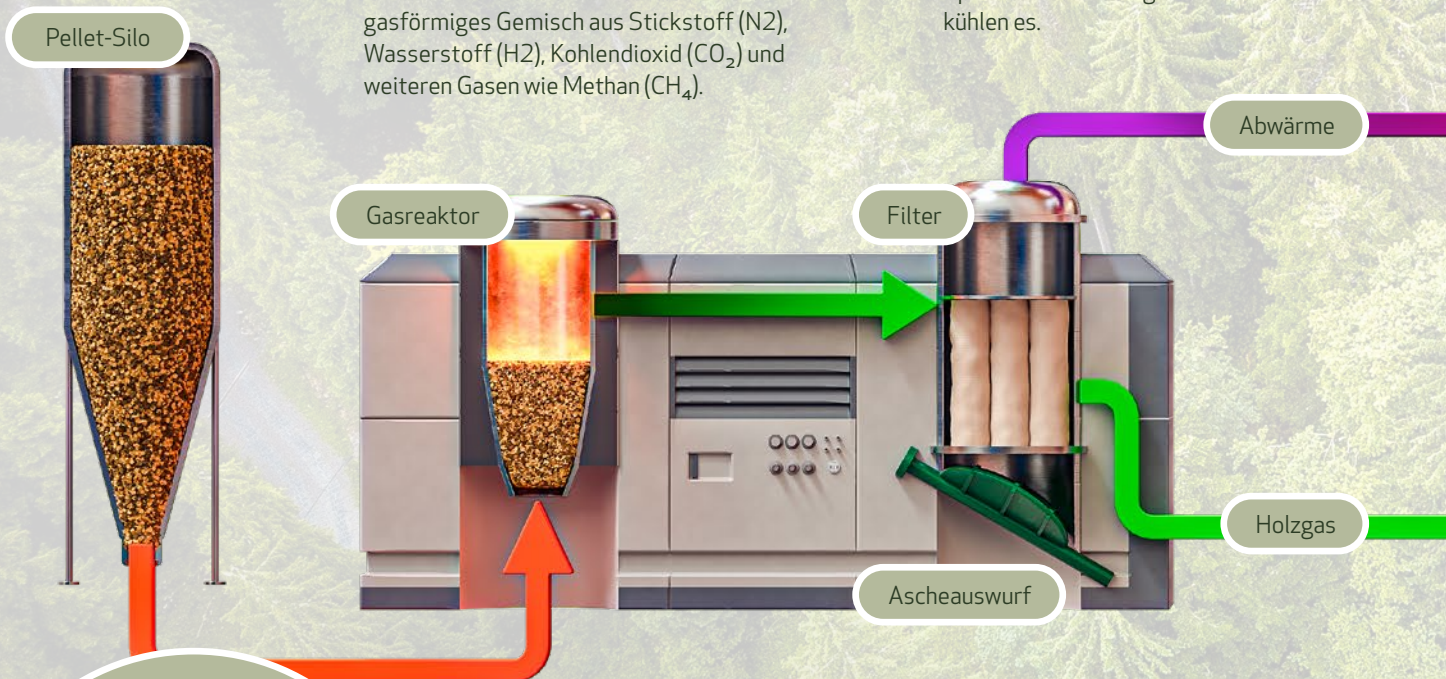 Pellet-Silo
gasförmiges Gemisch aus Stickstoff (N2),
Wasserstoff (H2), Kohlendioxid (CO₂) und
weiteren Gasen wie Methan (CH₄).
kühlen es.
Abwärme
Gasreaktor
Filter
Holzgas
Ascheauswurf